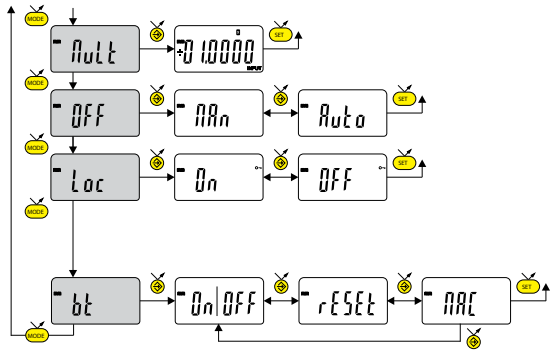 MODE
Mult
01.0000
INPUT
SET
MODE
OFF
MAn
Auto
SET
MODE
Loc
On
OFF
SET
MODE
bt
On|OFF
rESEt
MAC
SET
MODE